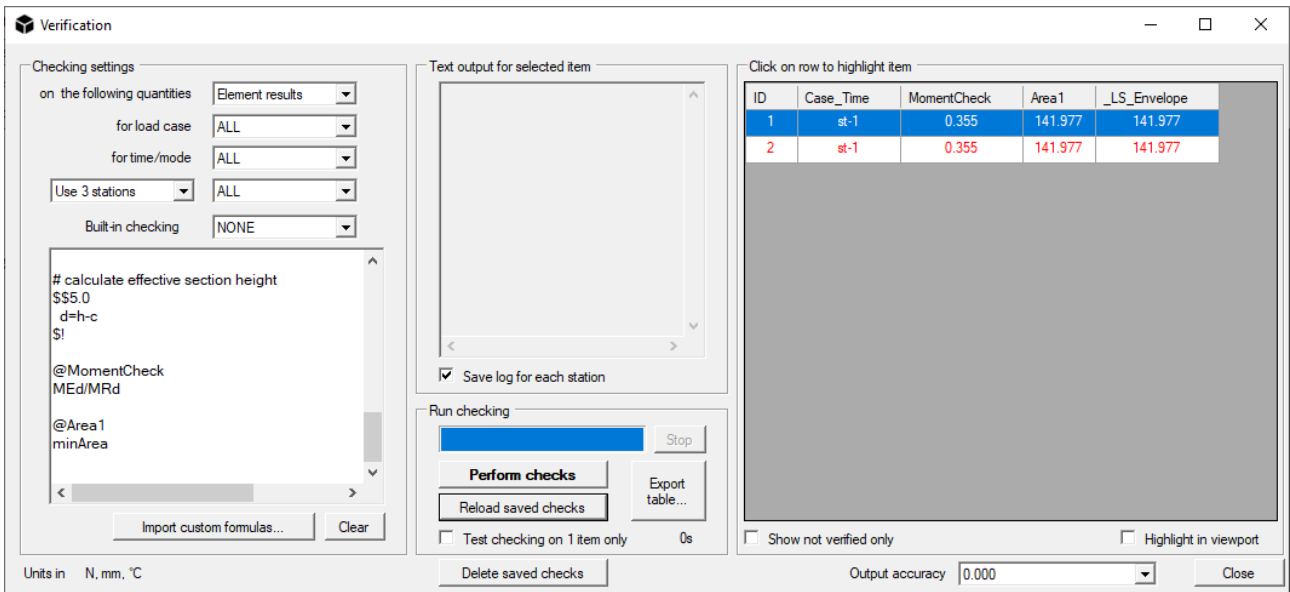 Verification
Checking settings
on the following quantities Element results
for load case ALL
for time/mode ALL
Use 3 stations ALL
Built-in checking NONE
# calculate effective section height
$$5.0
d=h-c
$!
@MomentCheck
MEd/MRd
@Area1
minArea
Import custom formulas... Clear
Units in N, mm, °C
Text output for selected item
Save log for each station
Run checking
Stop
Perform checks
Export table...
Reload saved checks
Test checking on 1 item only 0s
Delete saved checks
Click on row to highlight item
ID Case_Time MomentCheck Area1 _LS_Envelope
1 st-1 0.355 141.977 141.977
2 st-1 0.355 141.977 141.977
Show not verified only Highlight in viewport
Output accuracy 0.000 Close